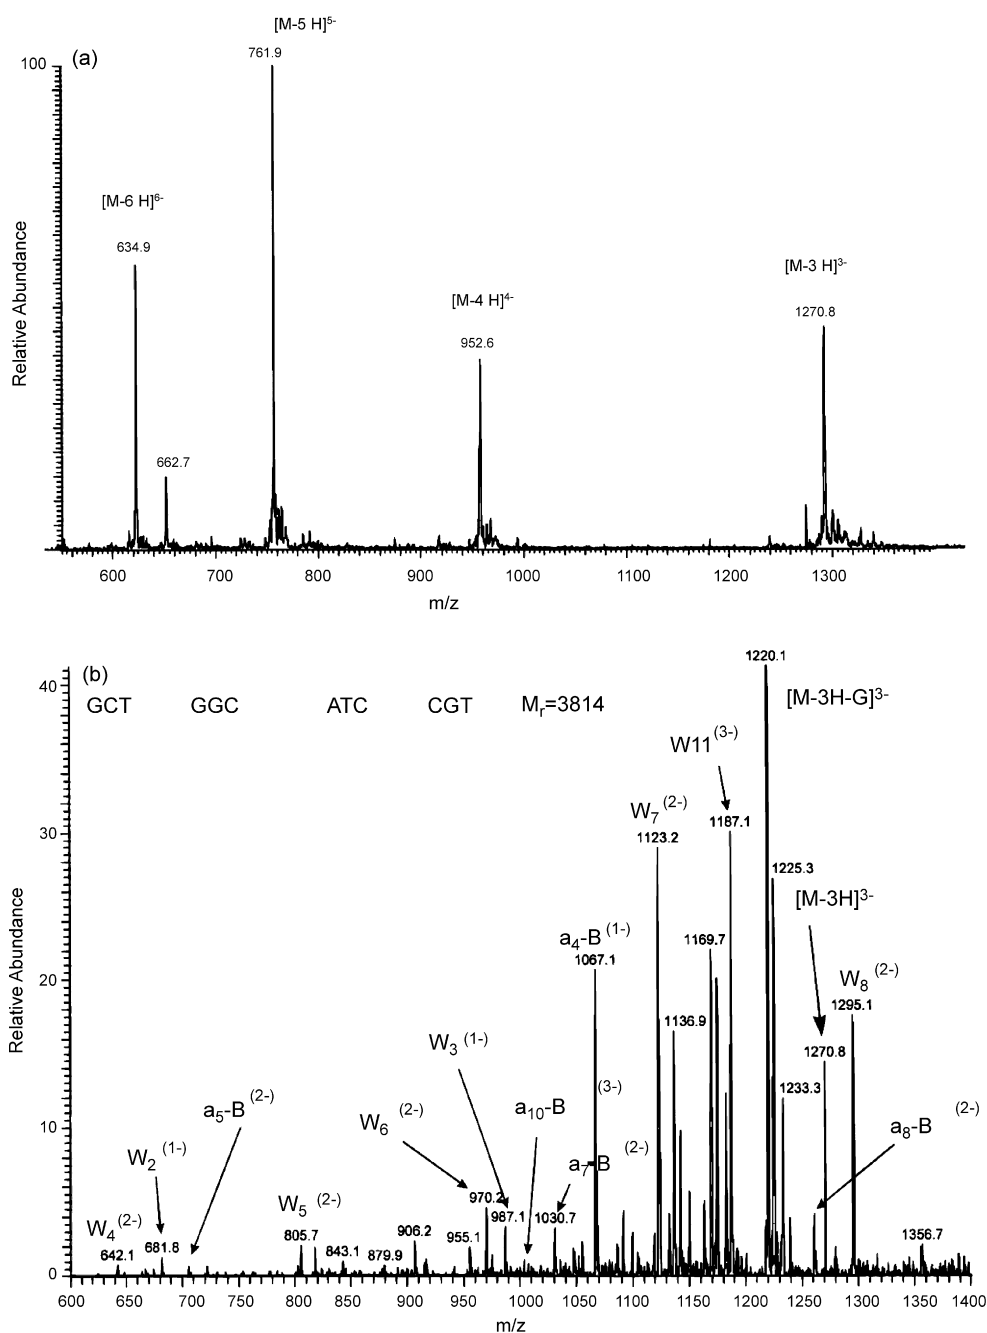 [M-5 H]5-
761.9
100
(a)
[M-6 H]6-
634.9
[M-4 H]4-
952.6
[M-3 H]3-
1270.8
662.7
Relative Abundance
600 700 800 900 1000 1100 1200 1300
m/z
(b)
GCT GGC ATC CGT Mr=3814
1220.1
[M-3H-G]3-
W11 (3-)
1187.1
W7 (2-)
1123.2
1225.3
[M-3H]3-
a4-B (1-)
1067.1
1169.7
W8 (2-)
1295.1
1136.9
1270.8
W3 (1-)
1233.3
(3-)
a10-B
a5-B (2-)
W6 (2-)
a8-B (2-)
W2 (1-)
a7-B (2-)
W4 (2-)
642.1
681.8
W5 (2-)
805.7
843.1
879.9
906.2
955.1
970.2
987.1
1030.7
1356.7
40
30
20
10
0
Relative Abundance
600 650 700 750 800 850 900 950 1000 1050 1100 1150 1200 1250 1300 1350 1400
m/z